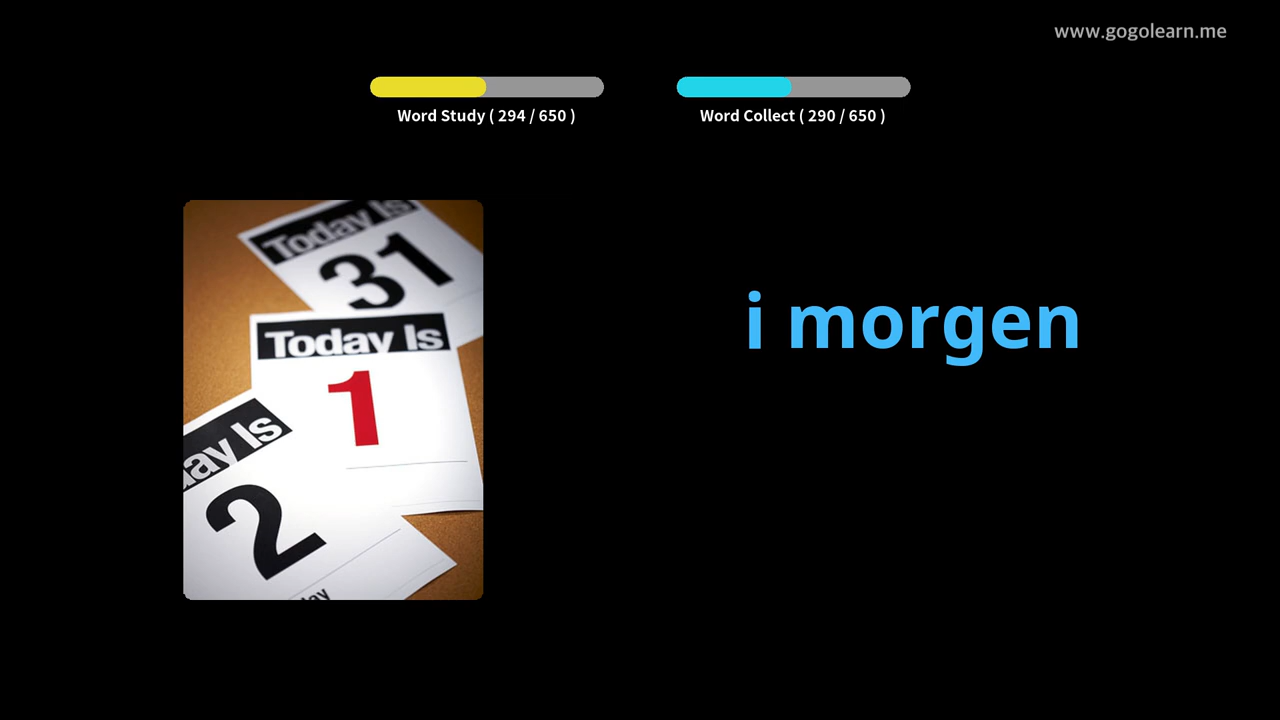 www.gogolearn.me
Word Study ( 294 / 650 )
Word Collect ( 290 / 650 )
Today Is
31
Today Is
1
ay Is
2
ay
i morgen